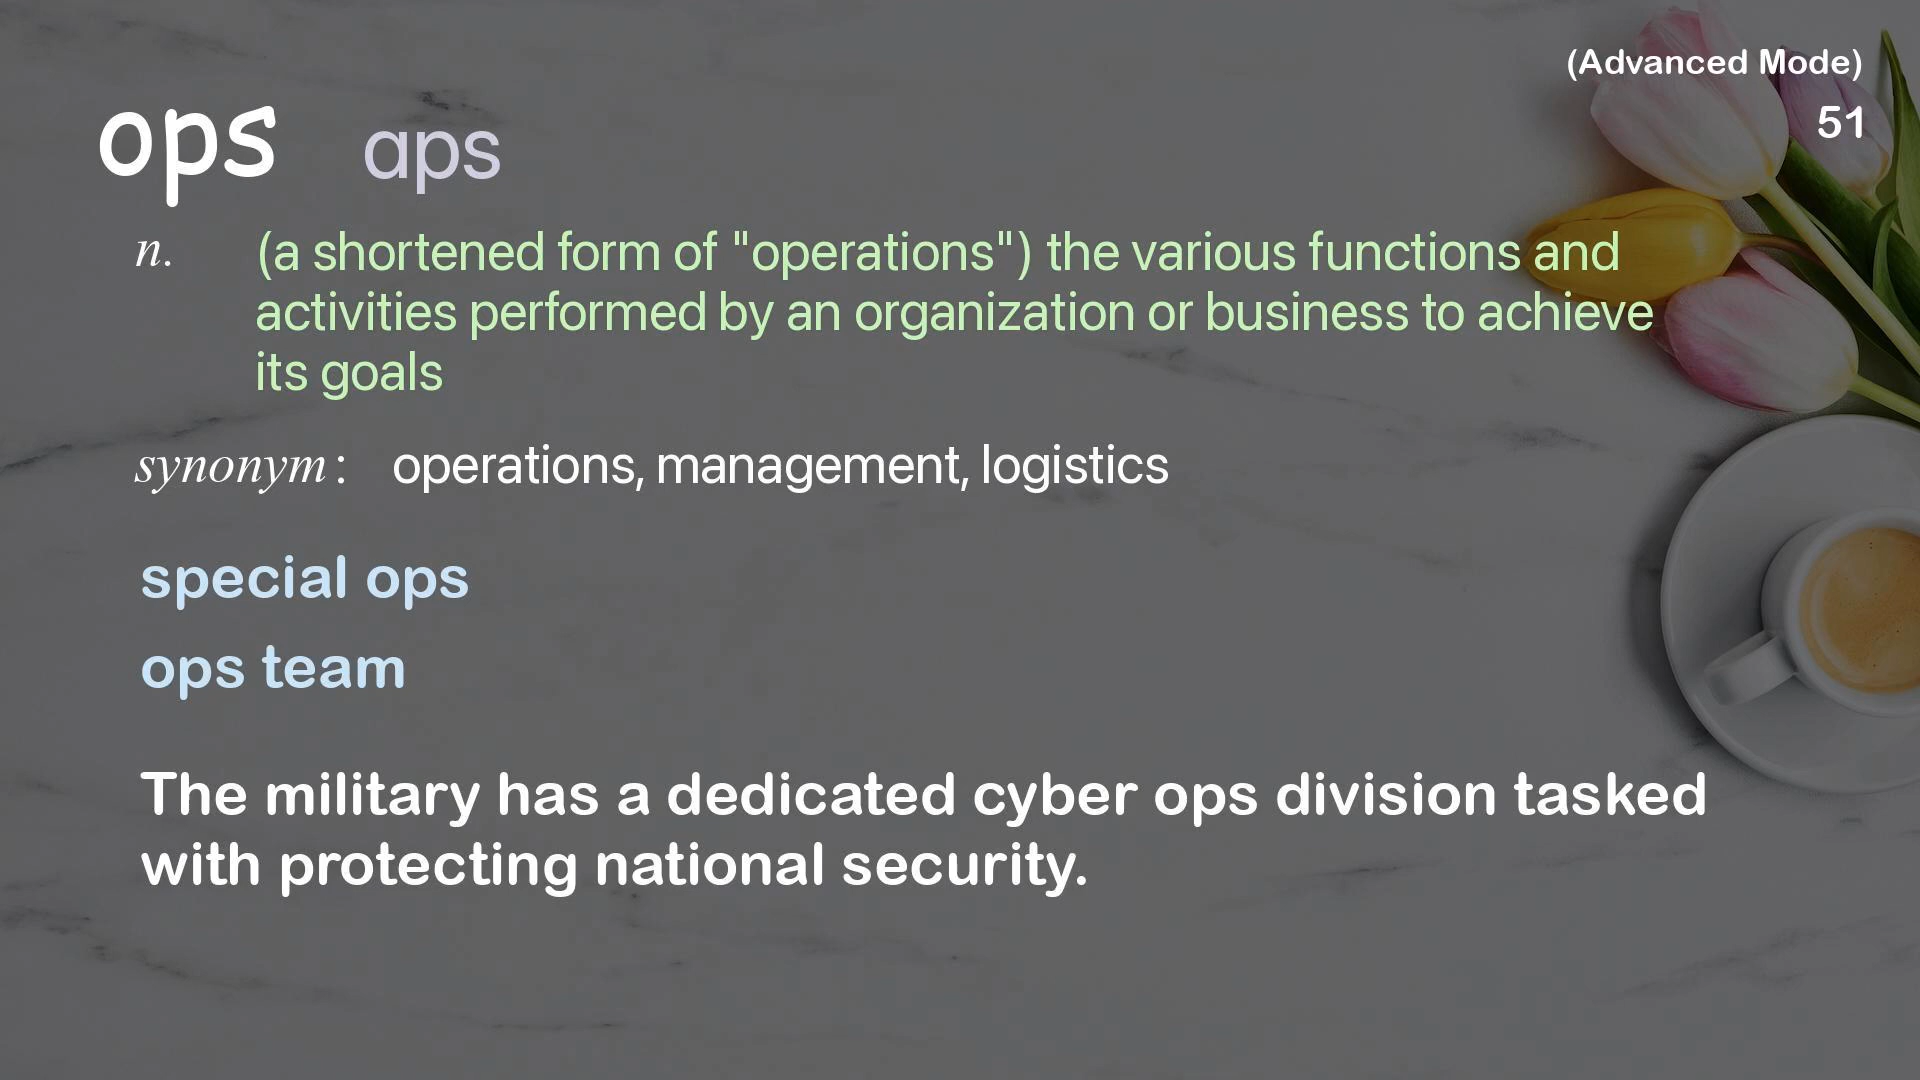 (Advanced Mode)
51
ops ɑps
n. (a shortened form of "operations") the various functions and
activities performed by an organization or business to achieve
its goals
synonym : operations, management, logistics
special ops
ops team
The military has a dedicated cyber ops division tasked
with protecting national security.